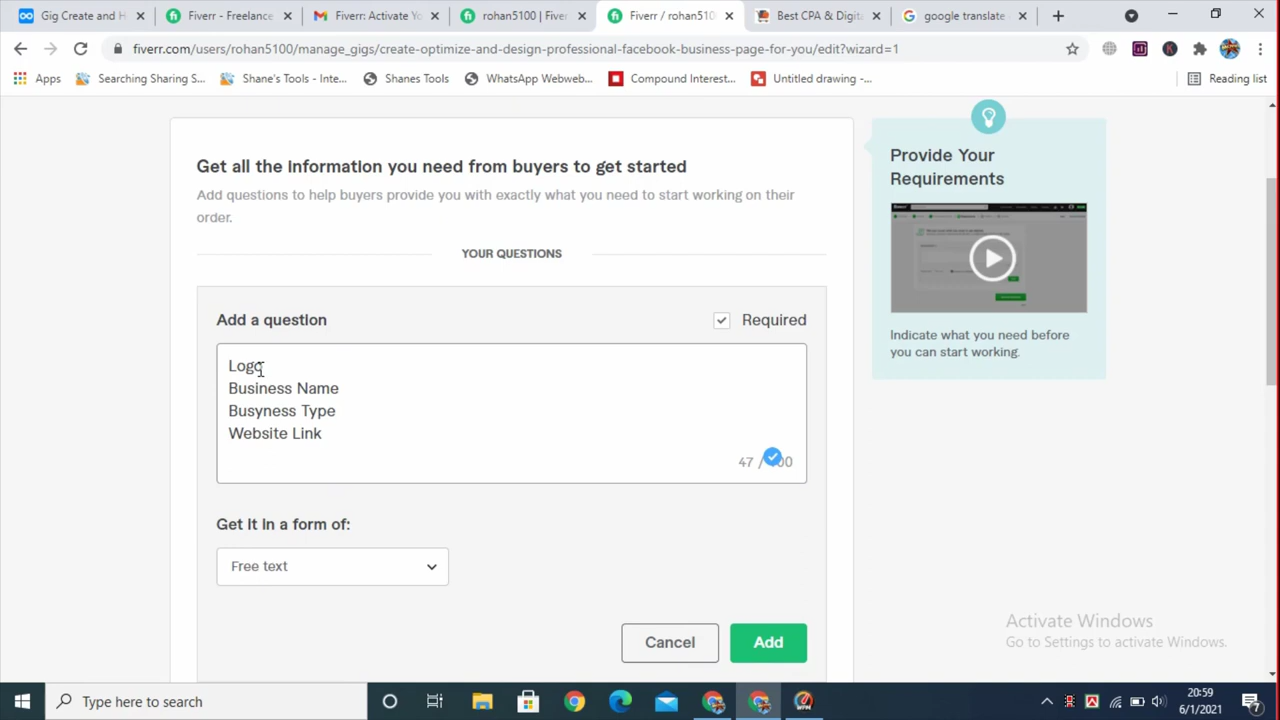 Gig Create and H
Fiverr - Freelance
Fiverr: Activate Yo
rohan5100 | Fiver
Fiverr / rohan510
Best CPA & Digita
google translate
fiverr.com/users/rohan5100/manage_gigs/create-optimize-and-design-professional-facebook-business-page-for-you/edit?wizard=1
Apps
Searching Sharing S...
Shane's Tools - Inte...
Shanes Tools
WhatsApp Webweb...
Compound Interest...
Untitled drawing -...
Reading list
Get all the information you need from buyers to get started
Add questions to help buyers provide you with exactly what you need to start working on their
order.
YOUR QUESTIONS
Add a question
Required
Logo
Business Name
Busyness Type
Website Link
47 /
Get it in a form of:
Free text
Cancel
Add
Provide Your
Requirements
Indicate what you need before
you can start working.
Activate Windows
Go to Settings to activate Windows.
Type here to search
20:59
6/1/2021
7